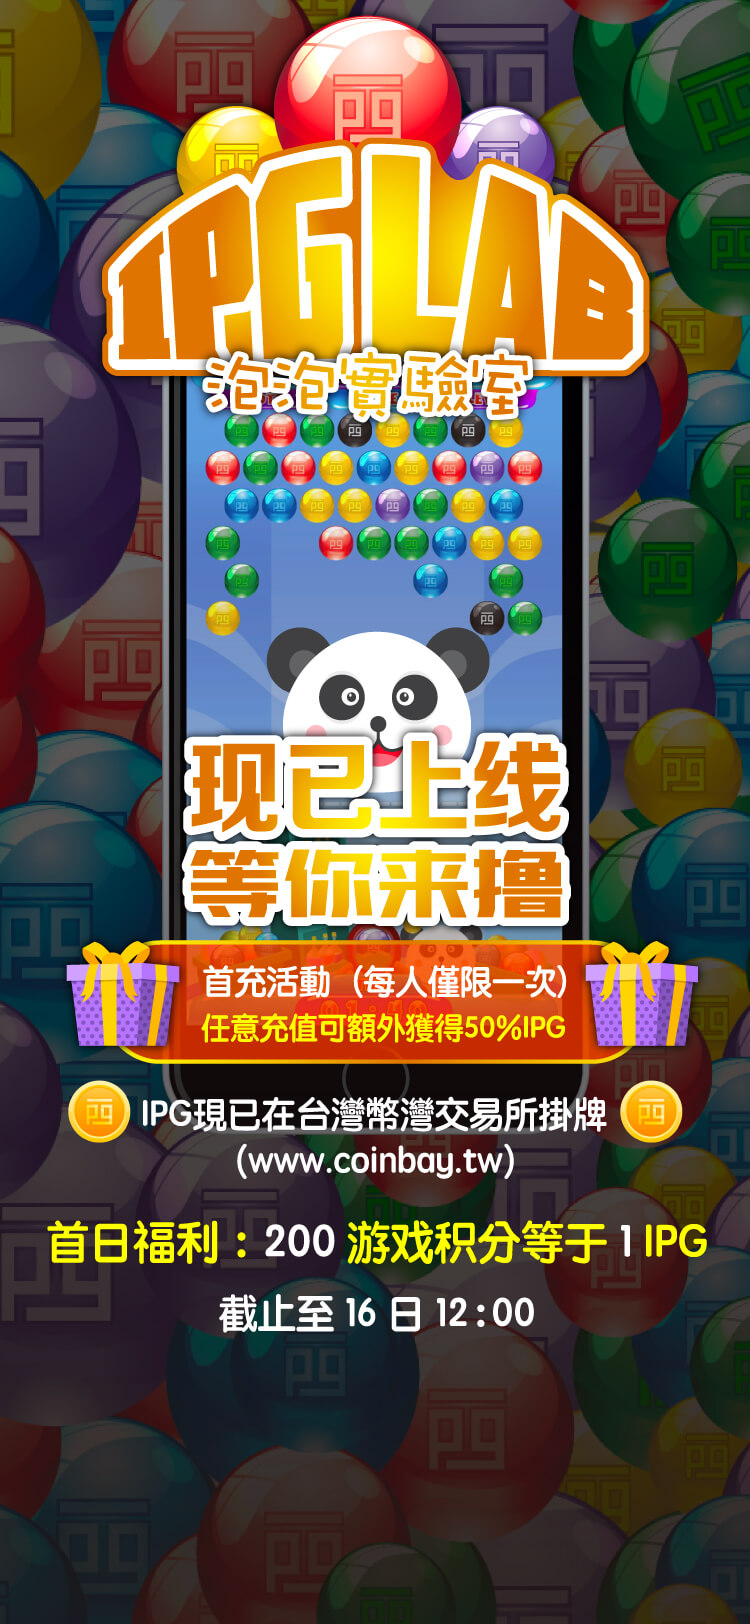 IPG LAB
泡泡實驗室
现已上线
等你来撸
首充活動（每人僅限一次）
任意充值可額外獲得50%IPG
IPG現已在台灣幣灣交易所掛牌
(www.coinbay.tw)
首日福利：200 游戏积分等于 1 IPG
截止至 16 日 12:00